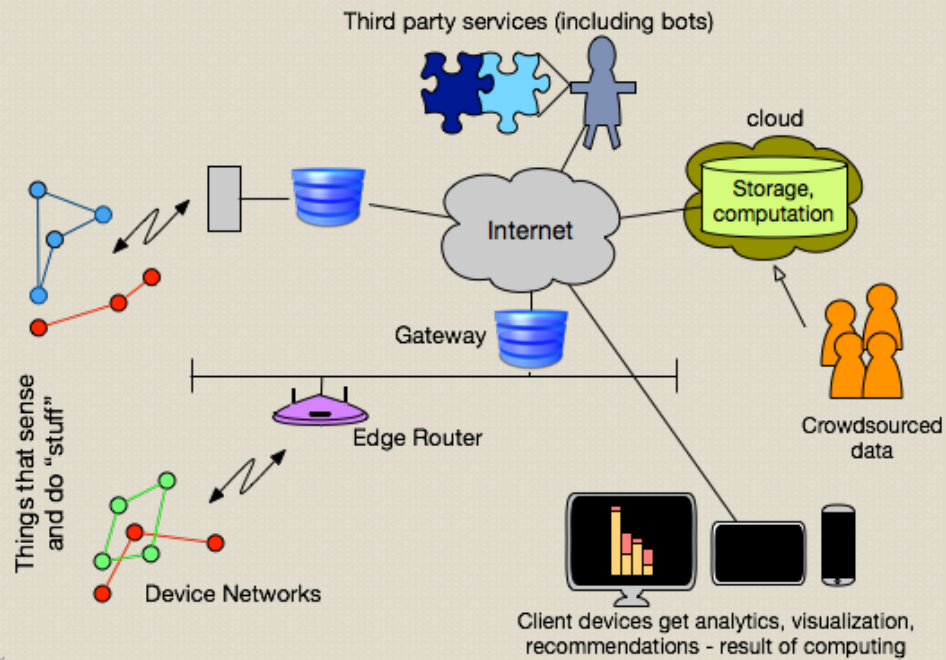 Third party services (including bots)
cloud
Storage,
computation
Internet
Gateway
Edge Router
Crowdsourced
data
Things that sense
and do “stuff”
Device Networks
Client devices get analytics, visualization,
recommendations - result of computing